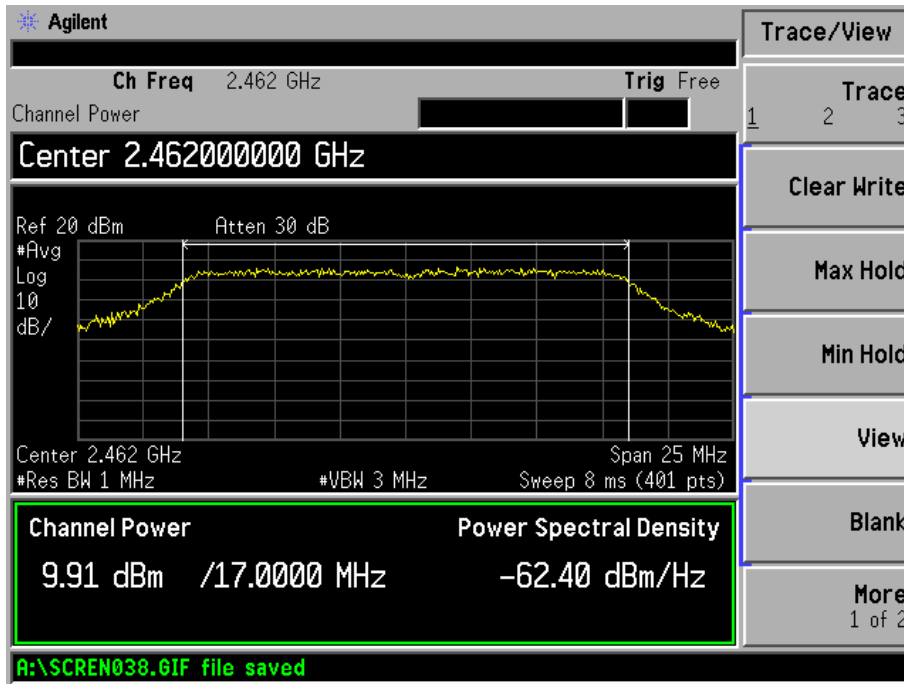 Agilent
Trace/View
Ch Freq 2.462 GHz Trig Free
Channel Power
Trace
1 2 3
Center 2.462000000 GHz
Clear Write
Ref 20 dBm Atten 30 dB
#Avg
Log
10
dB/
Max Hold
Min Hold
View
Center 2.462 GHz Span 25 MHz
#Res BW 1 MHz #VBW 3 MHz Sweep 8 ms (401 pts)
Channel Power Power Spectral Density
Blank
9.91 dBm /17.0000 MHz -62.40 dBm/Hz
More
1 of 2
A:\SCREN038.GIF file saved